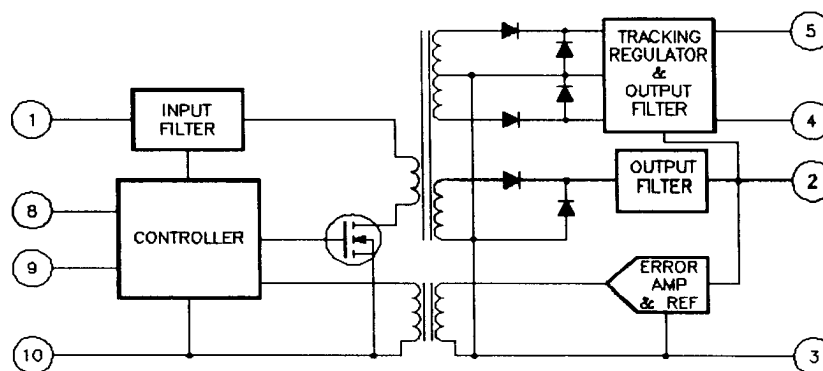 5
TRACKING
REGULATOR
&
OUTPUT
FILTER
4
1
INPUT
FILTER
OUTPUT
FILTER
2
8
CONTROLLER
9
ERROR
AMP
& REF
10
3